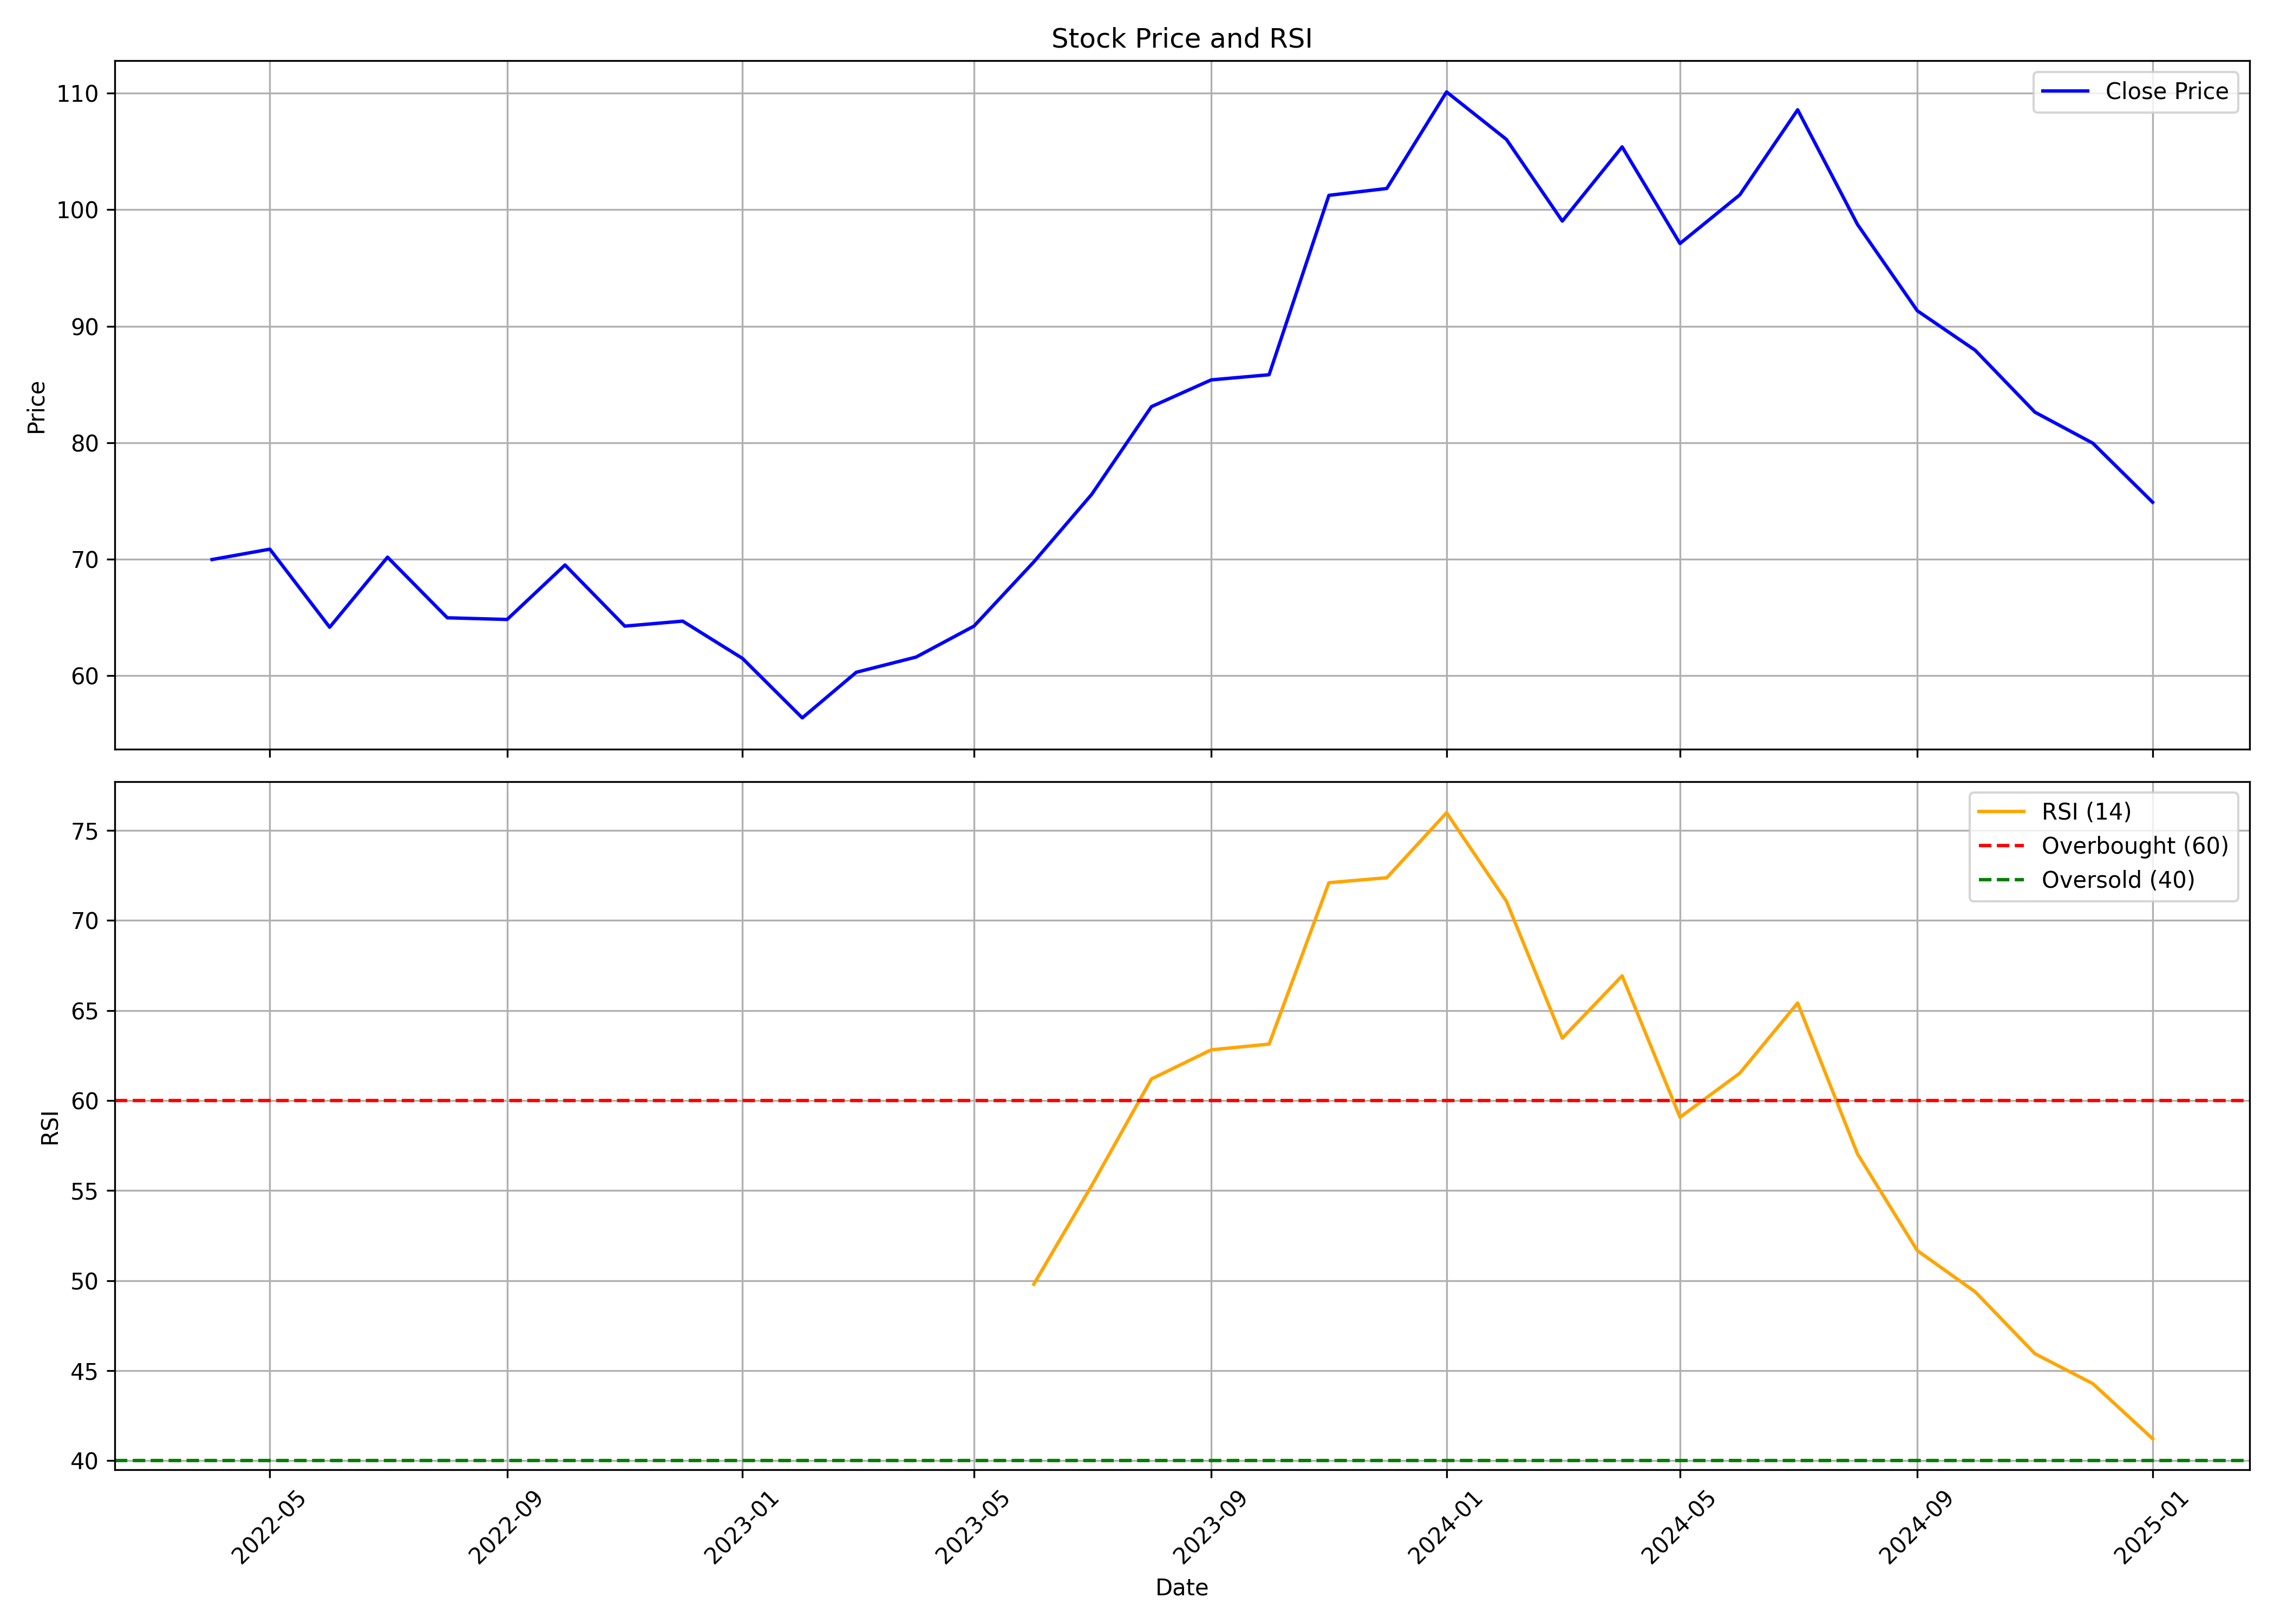 Stock Price and RSI
110
100
90
80
70
60
Price
Close Price
75
70
65
60
55
50
45
40
RSI
RSI (14)
Overbought (60)
Oversold (40)
2022-05
2022-09
2023-01
2023-05
2023-09
2024-01
2024-05
2024-09
2025-01
Date